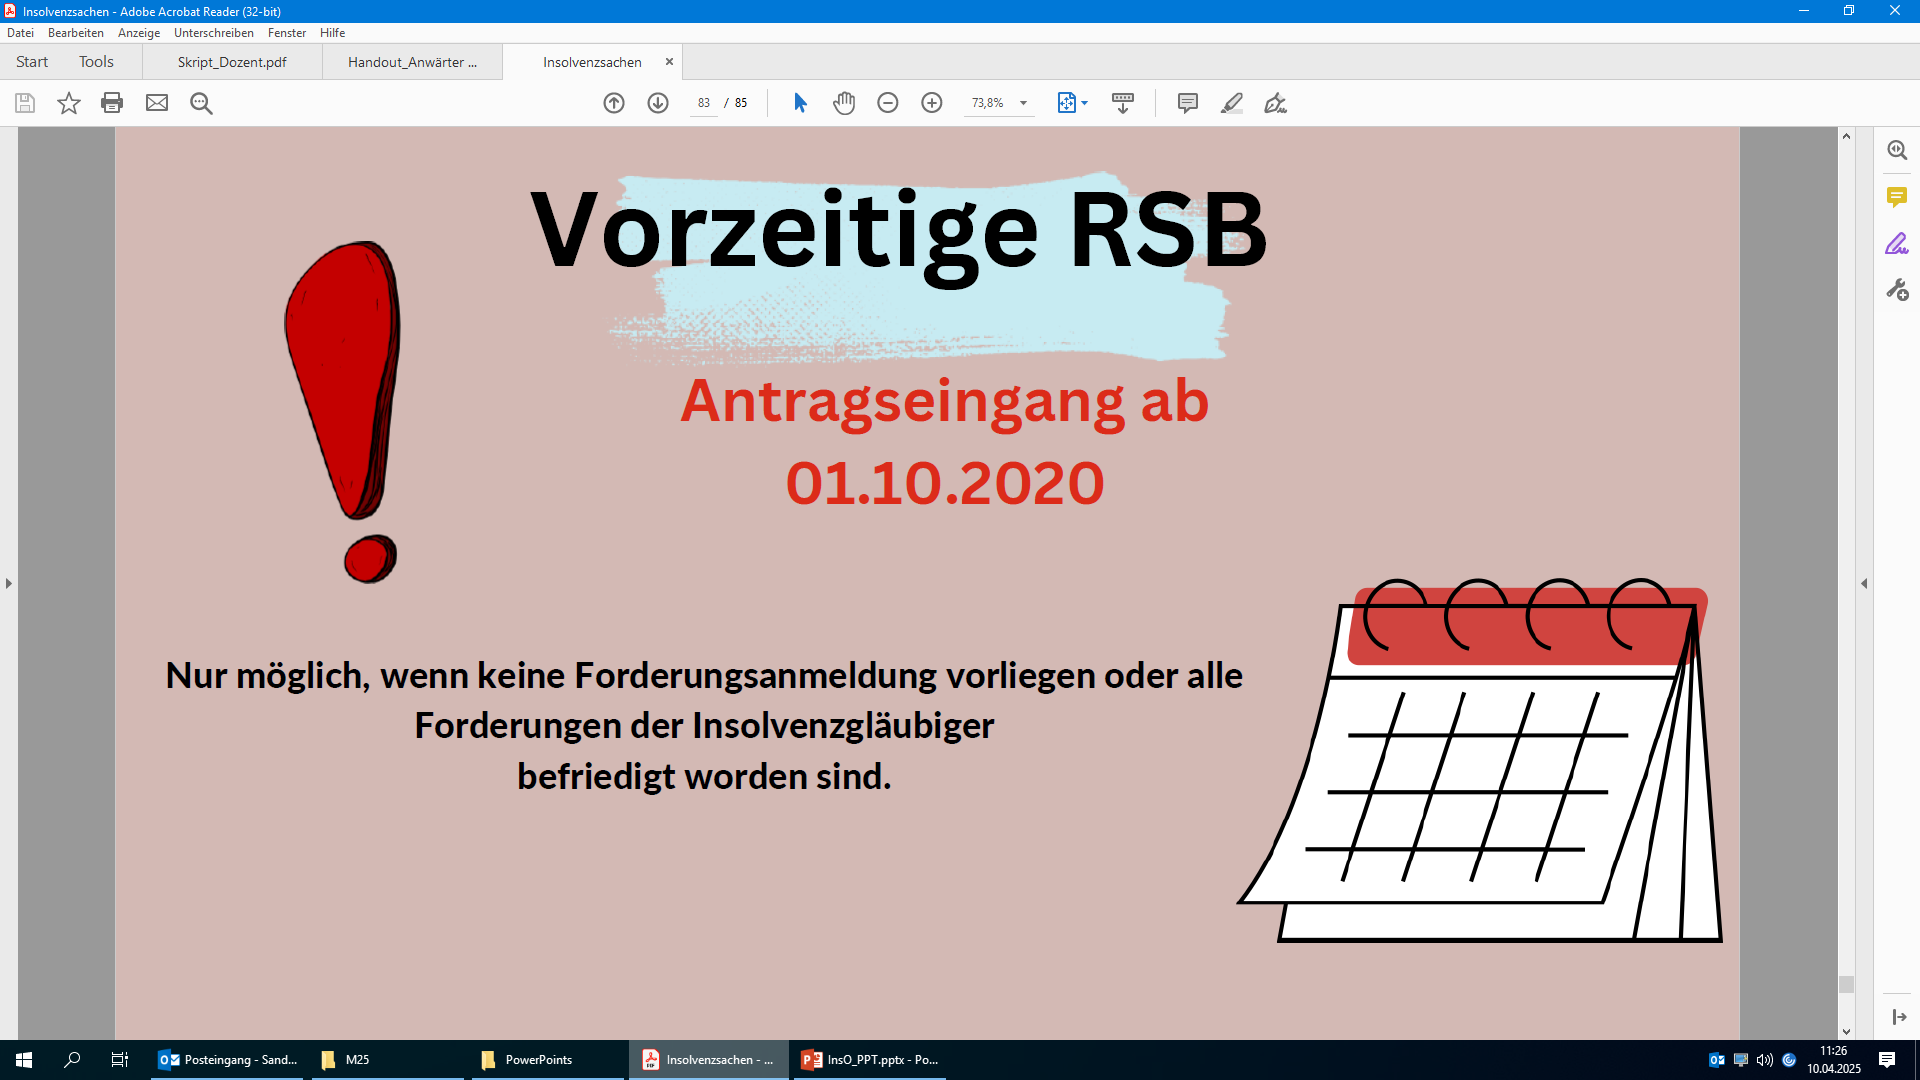 Insolvenzsachen - Adobe Acrobat Reader (32-bit)
Datei Bearbeiten Anzeige Unterschreiben Fenster Hilfe
Start Tools Skript_Dozent.pdf Handout_Anwärter ... Insolvenzsachen ×
83 / 85 73,8%
Vorzeitige RSB
Antragseingang ab
01.10.2020
Nur möglich, wenn keine Forderungsanmeldung vorliegen oder alle
Forderungen der Insolvenzgläubiger
befriedigt worden sind.
Posteingang - Sand... M25 PowerPoints Insolvenzsachen - ... InsO_PPT.pptx - Po... 11:26
10.04.2025